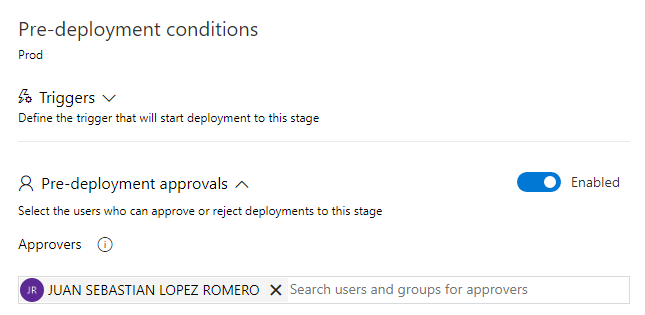 Pre-deployment conditions
Prod
Triggers
Define the trigger that will start deployment to this stage
Pre-deployment approvals
Enabled
Select the users who can approve or reject deployments to this stage
Approvers
JR JUAN SEBASTIAN LOPEZ ROMERO Search users and groups for approvers